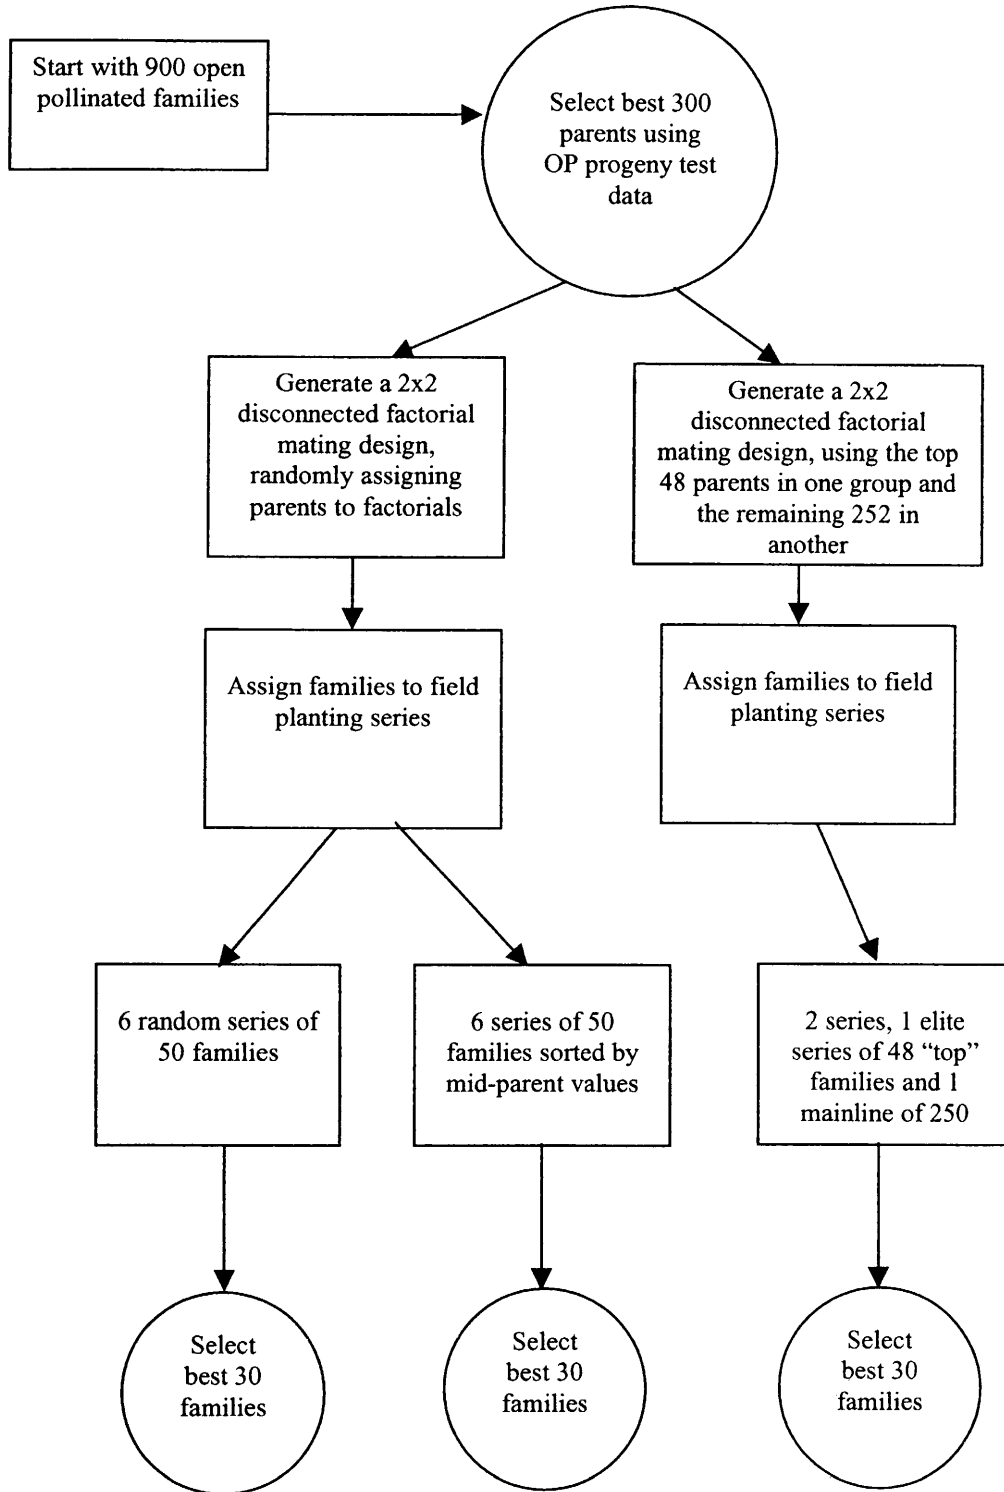 Start with 900 open
pollinated families
Select best 300
parents using
OP progeny test
data
Generate a 2x2
disconnected factorial
mating design,
randomly assigning
parents to factorials
Generate a 2x2
disconnected factorial
mating design, using the top
48 parents in one group and
the remaining 252 in
another
Assign families to field
planting series
Assign families to field
planting series
6 random series of
50 families
6 series of 50
families sorted by
mid-parent values
2 series, 1 elite
series of 48 “top”
families and 1
mainline of 250
Select
best 30
families
Select
best 30
families
Select
best 30
families